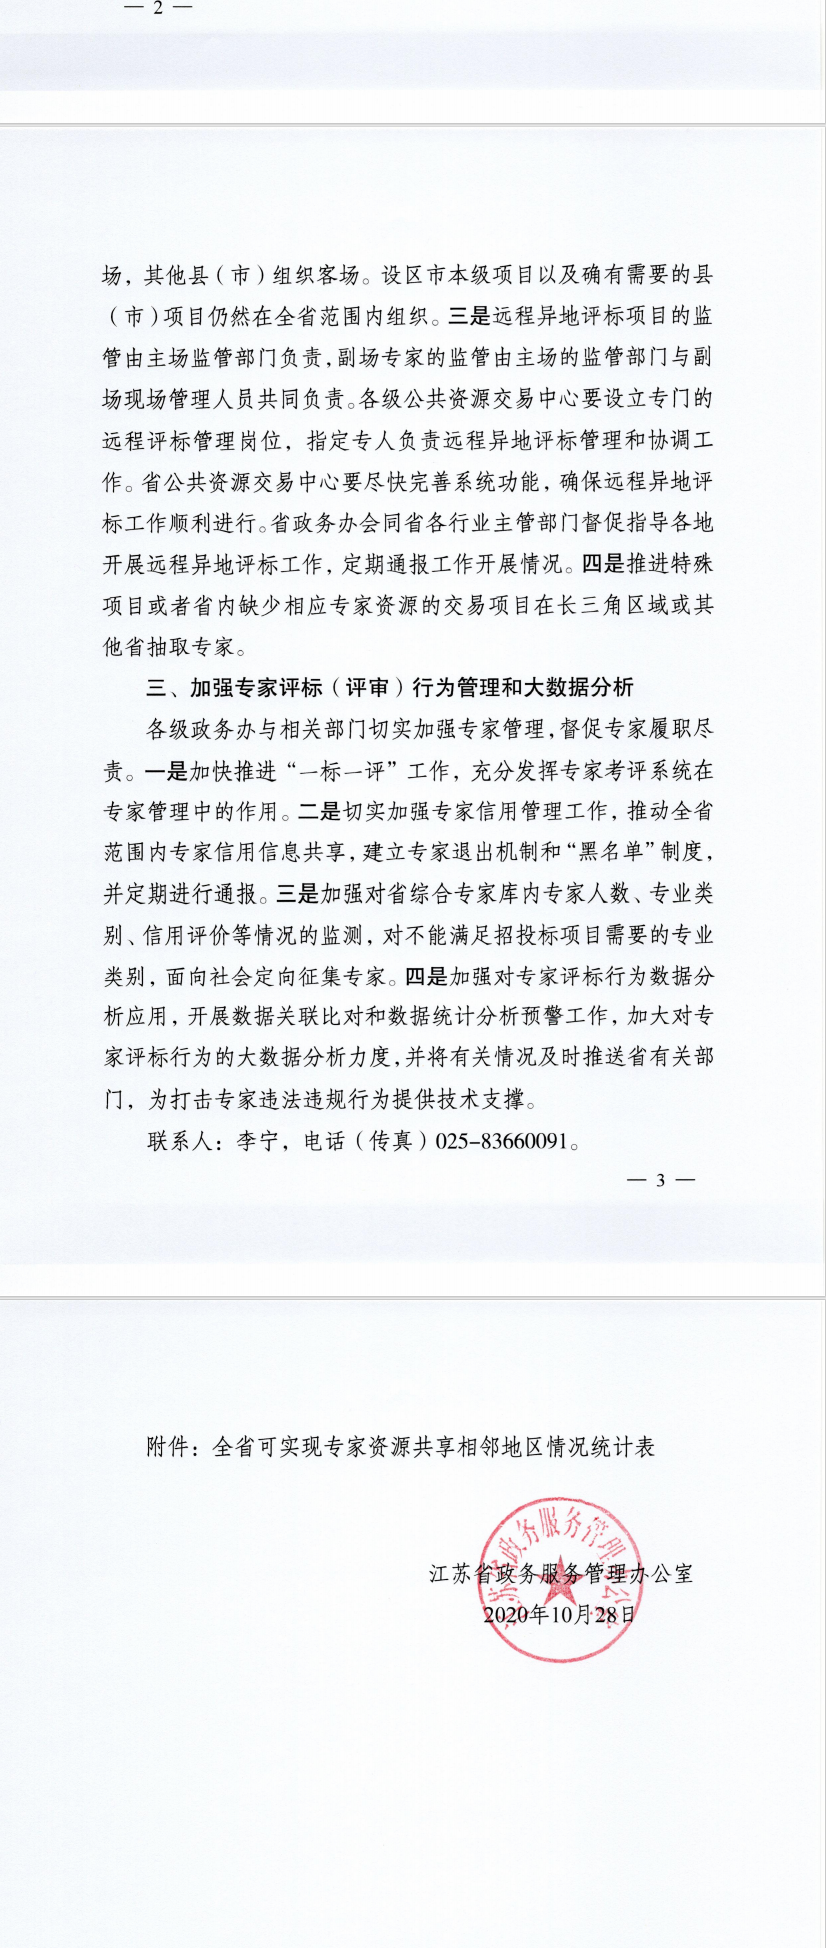 — 2 —
场，其他县（市）组织客场。设区市本级项目以及确有需要的县
（市）项目仍然在全省范围内组织。三是远程异地评标项目的监
管由主场监管部门负责，副场专家的监管由主场的监管部门与副
场现场管理人员共同负责。各级公共资源交易中心要设立专门的
远程评标管理岗位，指定专人负责远程异地评标管理和协调工
作。省公共资源交易中心要尽快完善系统功能，确保远程异地评
标工作顺利进行。省政务办会同省各行业主管部门督促指导各地
开展远程异地评标工作，定期通报工作开展情况。四是推进特殊
项目或者省内缺少相应专家资源的交易项目在长三角区域或其
他省抽取专家。
三、加强专家评标（评审）行为管理和大数据分析
各级政务办与相关部门切实加强专家管理，督促专家履职尽
责。一是加快推进“一标一评”工作，充分发挥专家考评系统在
专家管理中的作用。二是切实加强专家信用管理工作，推动全省
范围内专家信用信息共享，建立专家退出机制和“黑名单”制度，
并定期进行通报。三是加强对省综合专家库内专家人数、专业类
别、信用评价等情况的监测，对不能满足招投标项目需要的专业
类别，面向社会定向征集专家。四是加强对专家评标行为数据分
析应用，开展数据关联比对和数据统计分析预警工作，加大对专
家评标行为的大数据分析力度，并将有关情况及时推送省有关部
门，为打击专家违法违规行为提供技术支撑。
联系人：李宁，电话（传真）025-83660091。
— 3 —
附件：全省可实现专家资源共享相邻地区情况统计表
江苏省政务服务管理办公室
江苏省政务服务管理办公室
2020年10月28日